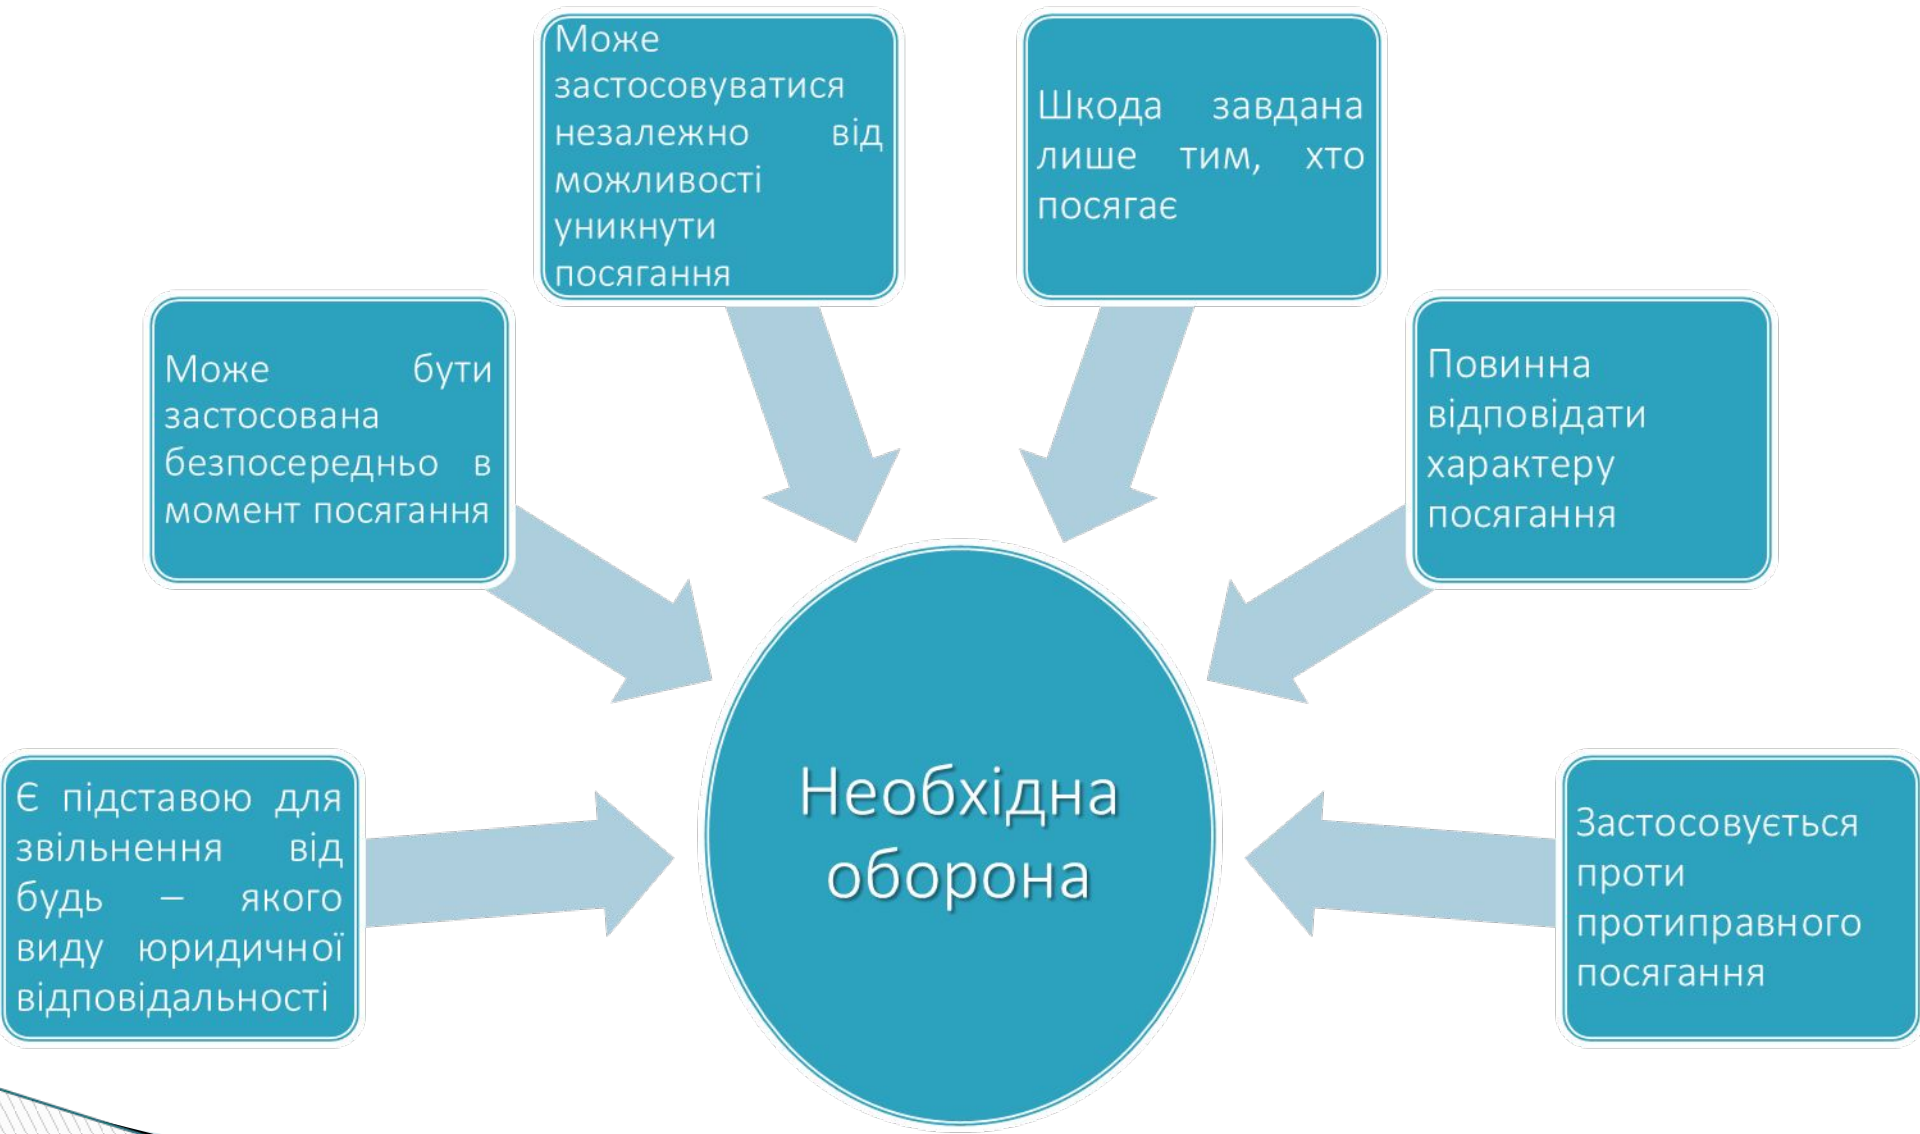 Може
застосовуватися
незалежно від
можливості
уникнути
посягання
Шкода завдана
лише тим, хто
посягає
Може бути
застосована
безпосередньо в
момент посягання
Повинна
відповідати
характеру
посягання
Є підставою для
звільнення від
будь – якого
виду юридичної
відповідальності
Необхідна
оборона
Застосовується
проти
протиправного
посягання